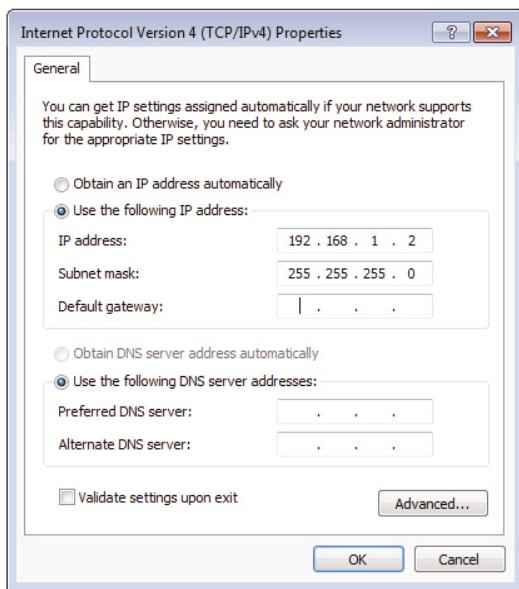 Internet Protocol Version 4 (TCP/IPv4) Properties
?
General
You can get IP settings assigned automatically if your network supports
this capability. Otherwise, you need to ask your network administrator
for the appropriate IP settings.
Obtain an IP address automatically
Use the following IP address:
IP address: 192 . 168 . 1 . 2
Subnet mask: 255 . 255 . 255 . 0
Default gateway: . . .
Obtain DNS server address automatically
Use the following DNS server addresses:
Preferred DNS server: . . .
Alternate DNS server: . . .
Validate settings upon exit
Advanced...
OK Cancel